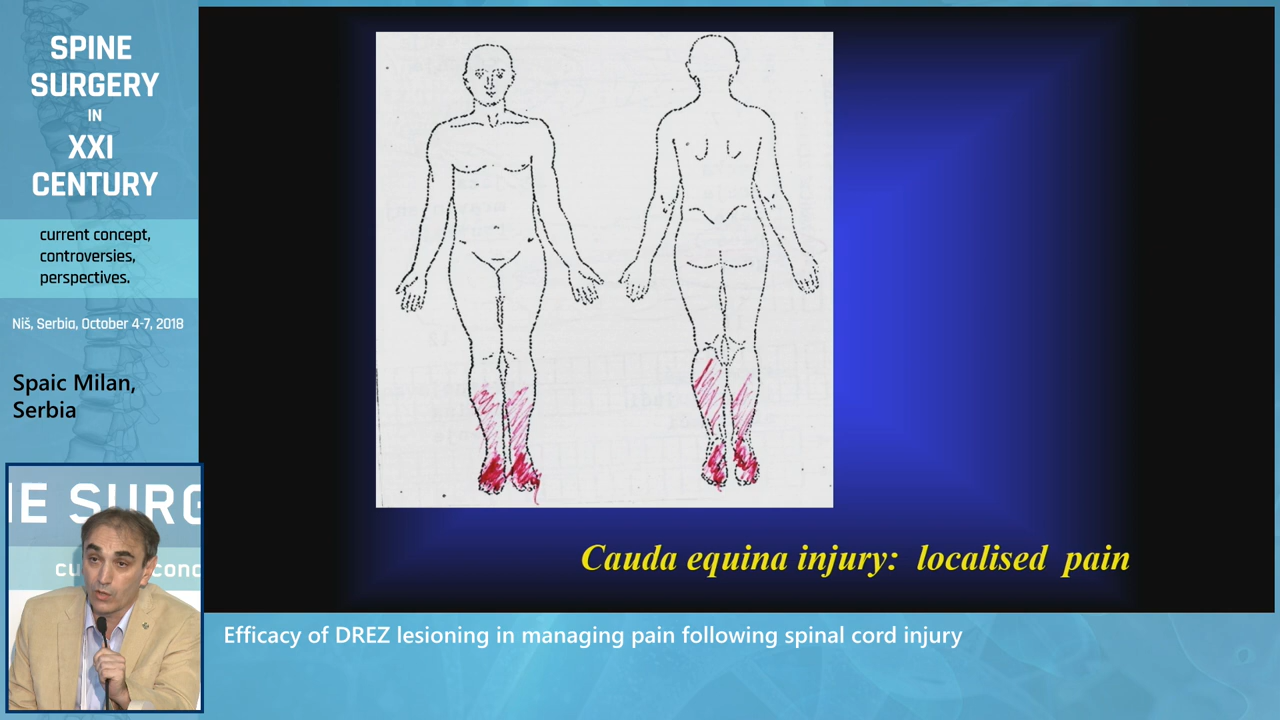 SPINE
SURGERY
IN
XXI
CENTURY
current concept,
controversies,
perspectives.
Niš, Serbia, October 4-7, 2018
Spaic Milan,
Serbia
Cauda equina injury: localised pain
Efficacy of DREZ lesioning in managing pain following spinal cord injury